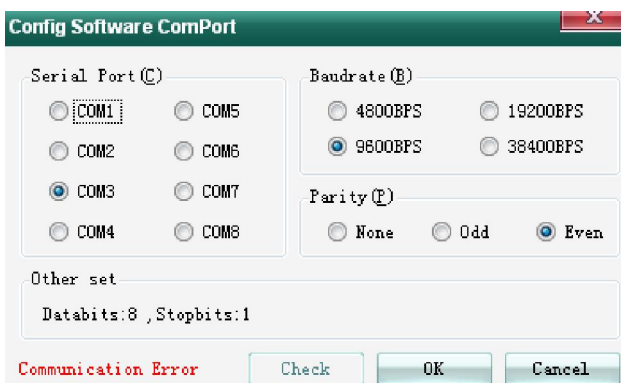 Config Software ComPort
X
Serial Port(C)
COM1 COM5
COM2 COM6
COM3 COM7
COM4 COM8
Baudrate(B)
4800BPS 19200BPS
9600BPS 38400BPS
Parity(P)
None Odd Even
Other set
Databits:8 ,Stopbits:1
Communication Error Check OK Cancel